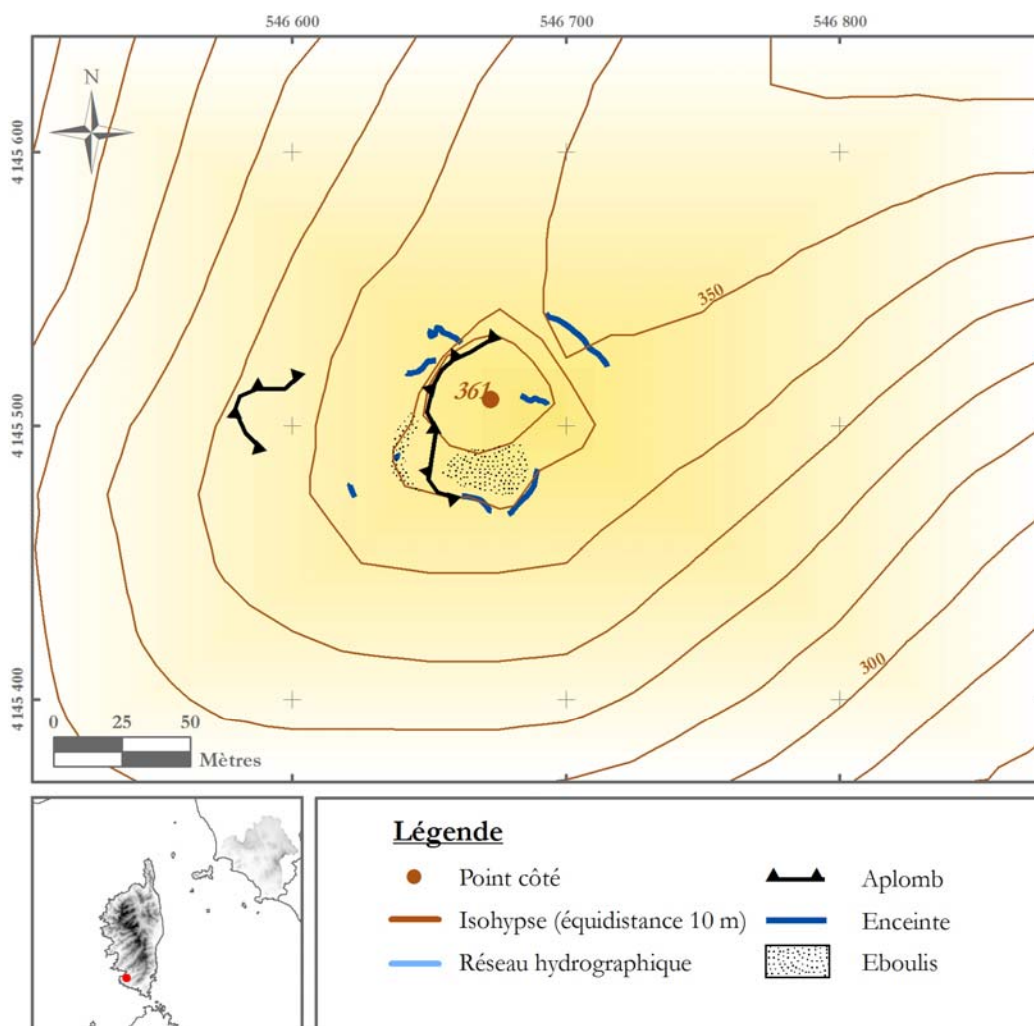 546 600 546 700 546 800
4 145 600
4 145 500
4 145 400
N
350
361
300
0 25 50
Mètres
Légende
Point côté
Isohypse (équidistance 10 m)
Réseau hydrographique
Aplomb
Enceinte
Eboulis